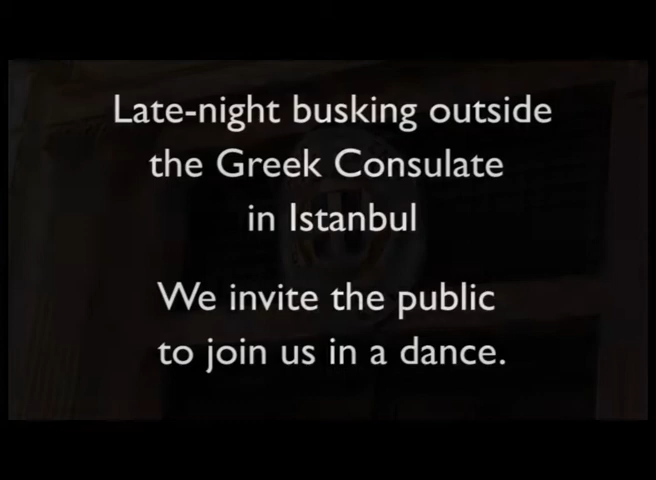 Late-night busking outside
the Greek Consulate
in Istanbul
We invite the public
to join us in a dance.